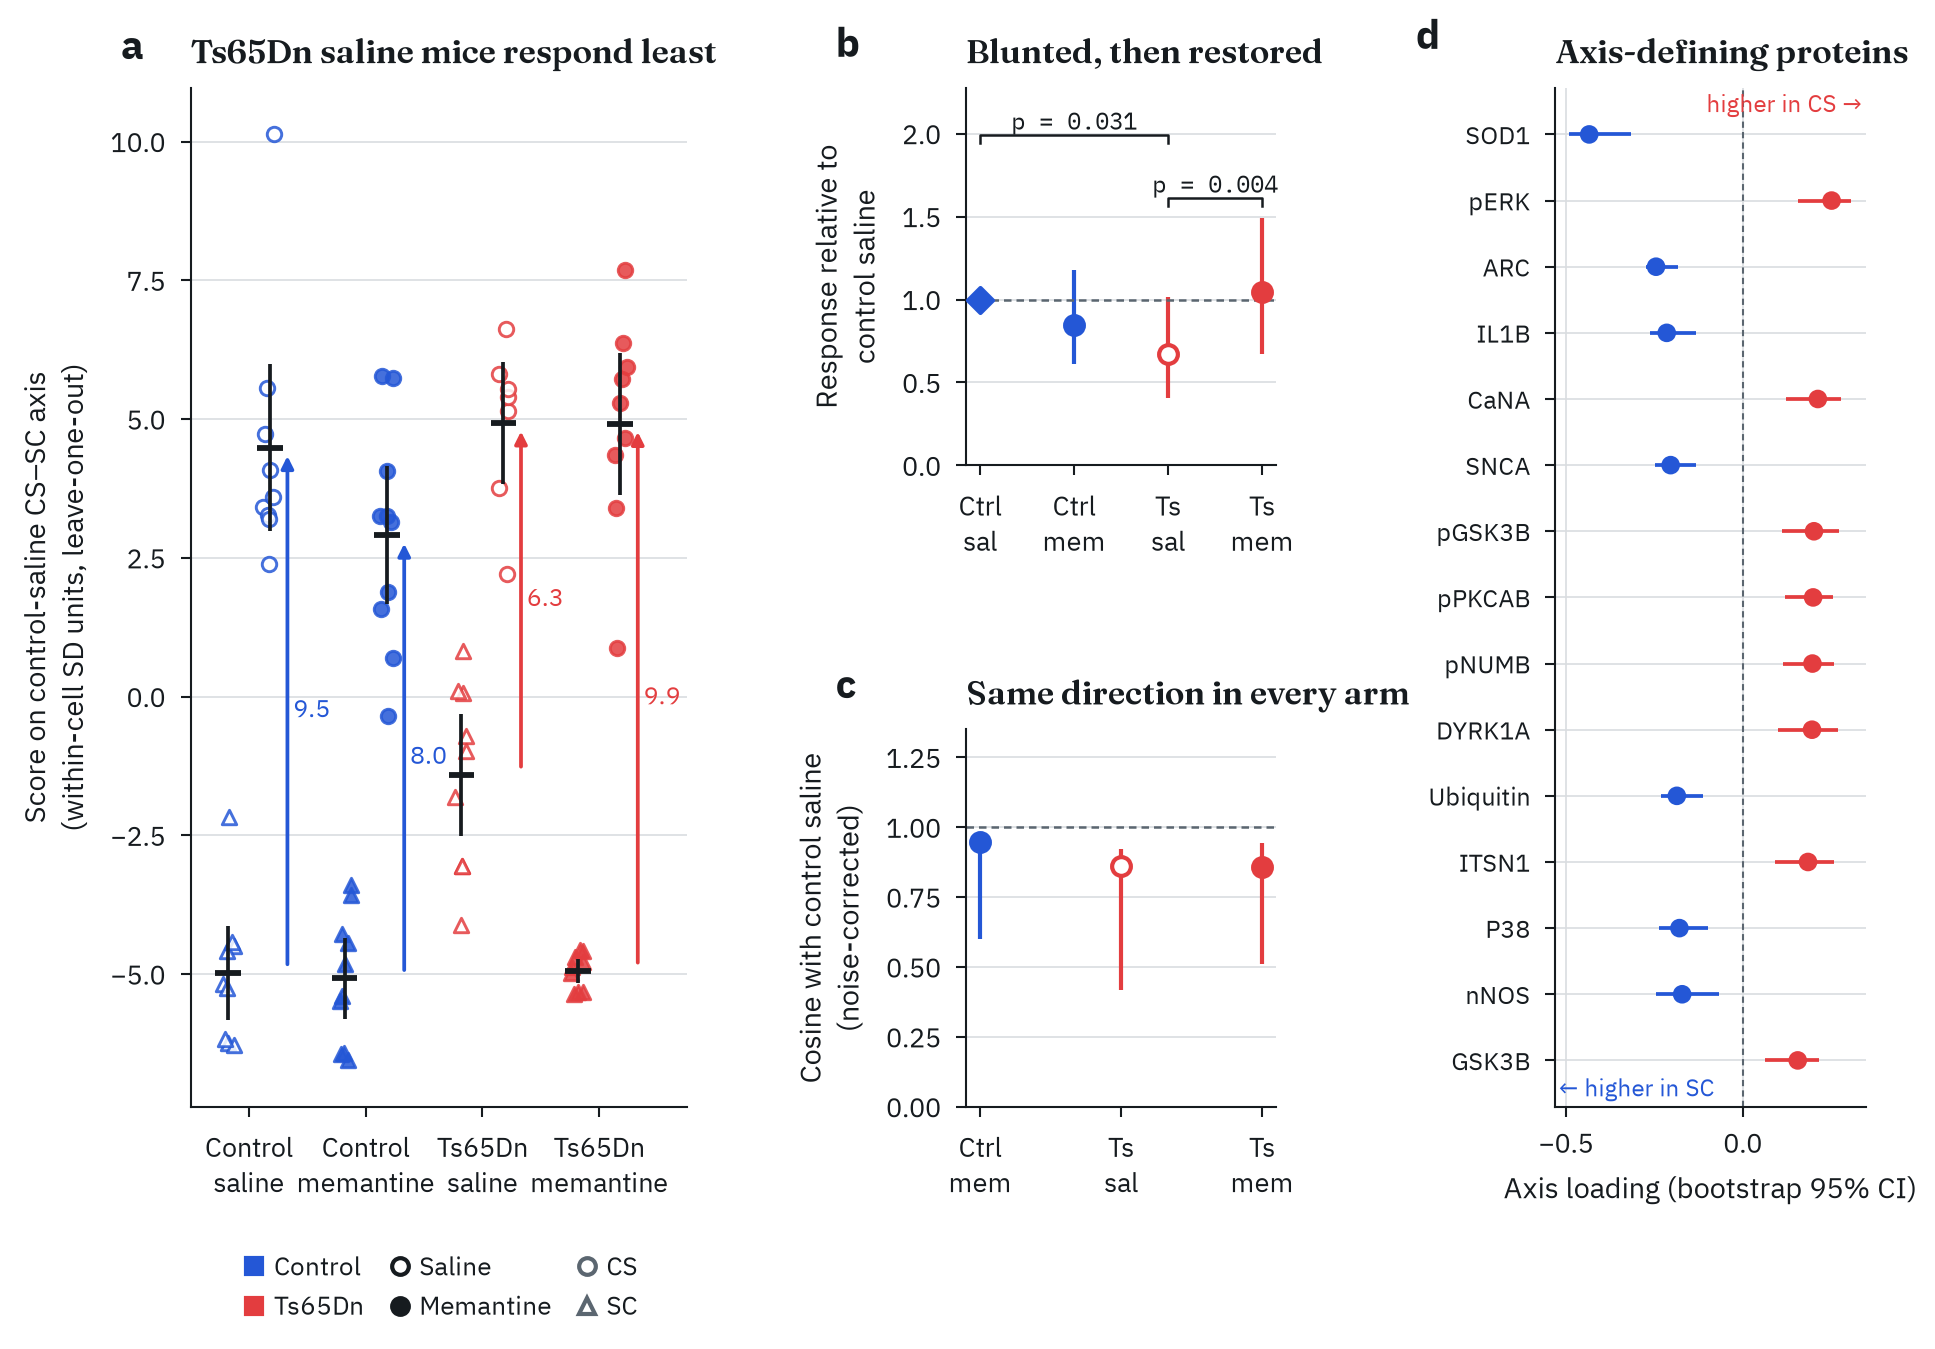 a
Ts65Dn saline mice respond least
Score on control-saline CS–SC axis
(within-cell SD units, leave-one-out)
10.0
7.5
5.0
2.5
0.0
−2.5
−5.0
9.5
8.0
6.3
9.9
Control
saline
Control
memantine
Ts65Dn
saline
Ts65Dn
memantine
Control
Ts65Dn
Saline
Memantine
CS
SC
b
Blunted, then restored
Response relative to
control saline
2.0
1.5
1.0
0.5
0.0
p = 0.031
p = 0.004
Ctrl
sal
Ctrl
mem
Ts
sal
Ts
mem
c
Same direction in every arm
Cosine with control saline
(noise-corrected)
1.25
1.00
0.75
0.50
0.25
0.00
Ctrl
mem
Ts
sal
Ts
mem
d
Axis-defining proteins
higher in CS →
SOD1
pERK
ARC
IL1B
CaNA
SNCA
pGSK3B
pPKCAB
pNUMB
DYRK1A
Ubiquitin
ITSN1
P38
nNOS
GSK3B
← higher in SC
−0.5
0.0
Axis loading (bootstrap 95% CI)